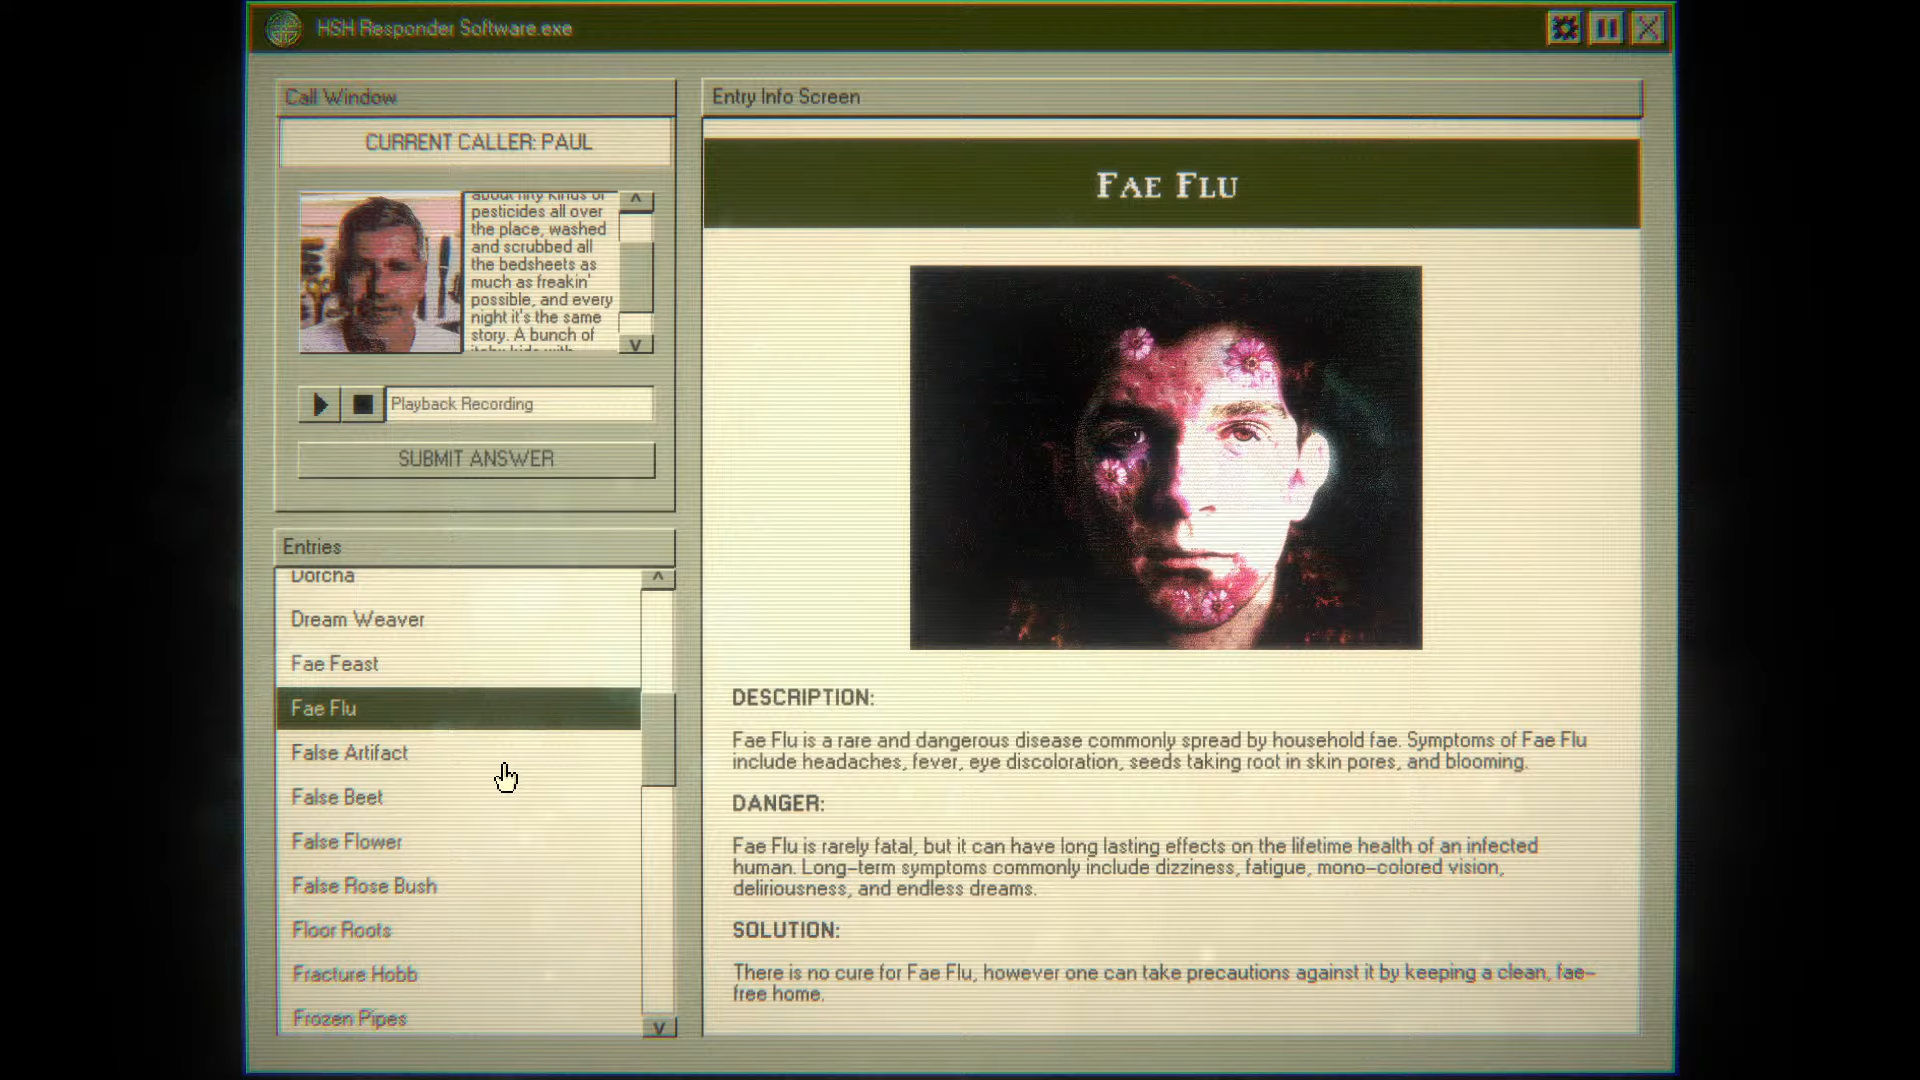 HSH Responder Software.exe
Call Window
CURRENT CALLER: PAUL
about fifty kinds of
pesticides all over
the place, washed
and scrubbed all
the bedsheets as
much as freakin'
possible, and every
night it's the same
story. A bunch of
itchy kids with
Playback Recording
SUBMIT ANSWER
Entries
Dorcha
Dream Weaver
Fae Feast
Fae Flu
False Artifact
False Beet
False Flower
False Rose Bush
Floor Roots
Fracture Hobb
Frozen Pipes
Entry Info Screen
FAE FLU
DESCRIPTION:
Fae Flu is a rare and dangerous disease commonly spread by household fae. Symptoms of Fae Flu
include headaches, fever, eye discoloration, seeds taking root in skin pores, and blooming.
DANGER:
Fae Flu is rarely fatal, but it can have long lasting effects on the lifetime health of an infected
human. Long-term symptoms commonly include dizziness, fatigue, mono-colored vision,
deliriousness, and endless dreams.
SOLUTION:
There is no cure for Fae Flu, however one can take precautions against it by keeping a clean, fae-
free home.